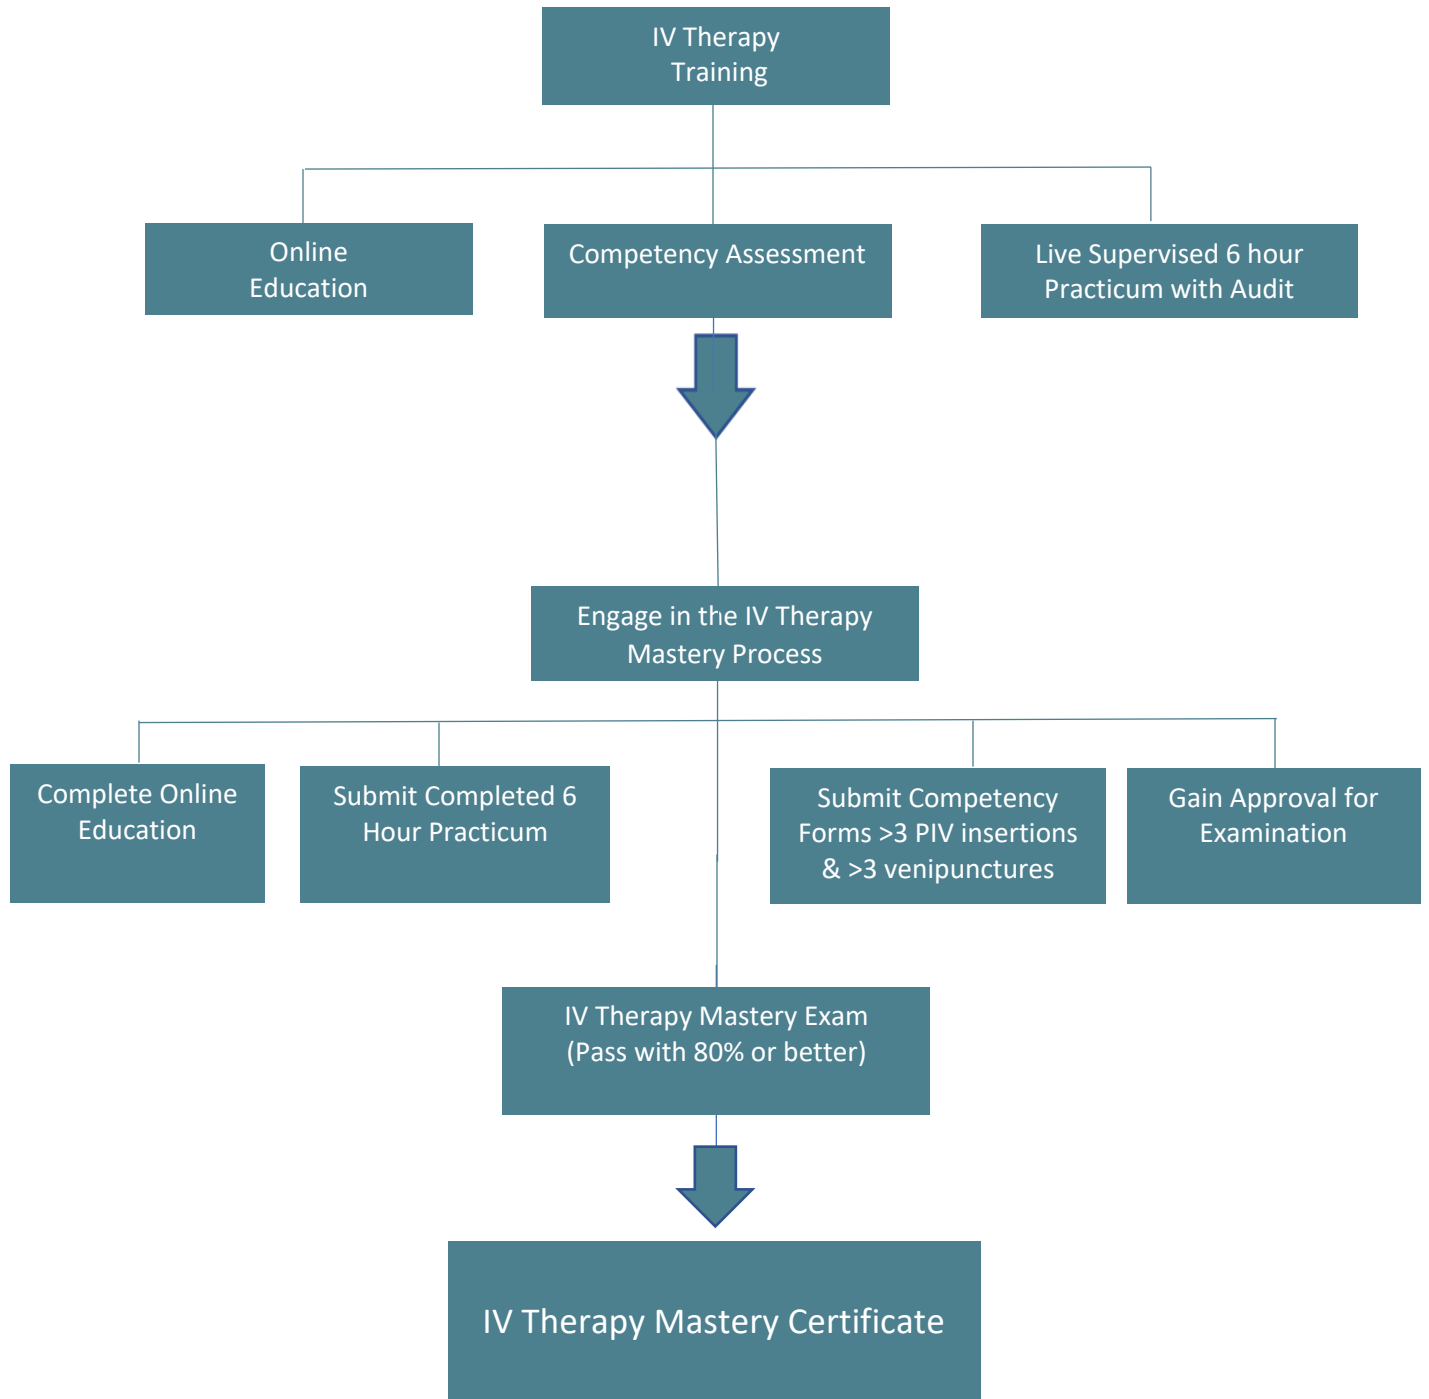 IV Therapy
Training
Online
Education
Competency Assessment
Live Supervised 6 hour
Practicum with Audit
Engage in the IV Therapy
Mastery Process
Complete Online
Education
Submit Completed 6
Hour Practicum
Submit Competency
Forms >3 PIV insertions
& >3 venipunctures
Gain Approval for
Examination
IV Therapy Mastery Exam
(Pass with 80% or better)
IV Therapy Mastery Certificate